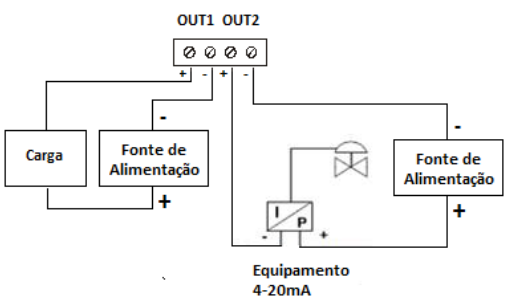 OUT1 OUT2
+ - + -
-
-
Carga
Fonte de
Alimentação
Fonte de
Alimentação
+
+
I
P
- +
Equipamento
4-20mA